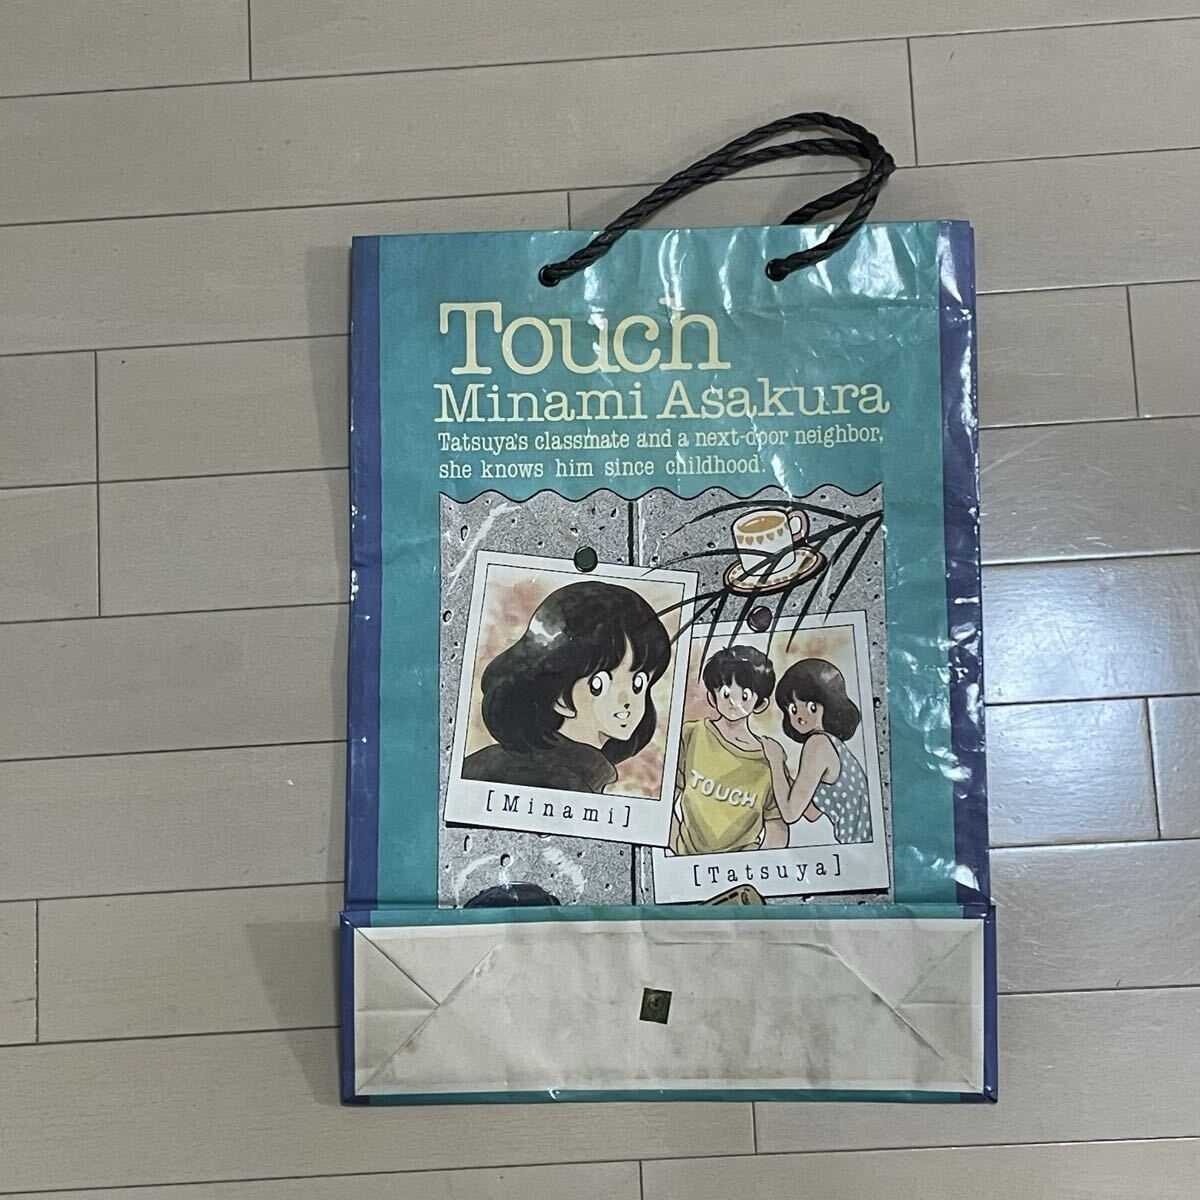 Touch
Minami Asakura
Tatsuya's classmate and a next-door neighbor,
she knows him since childhood.
[Minami]
TOUCH
[Tatsuya]